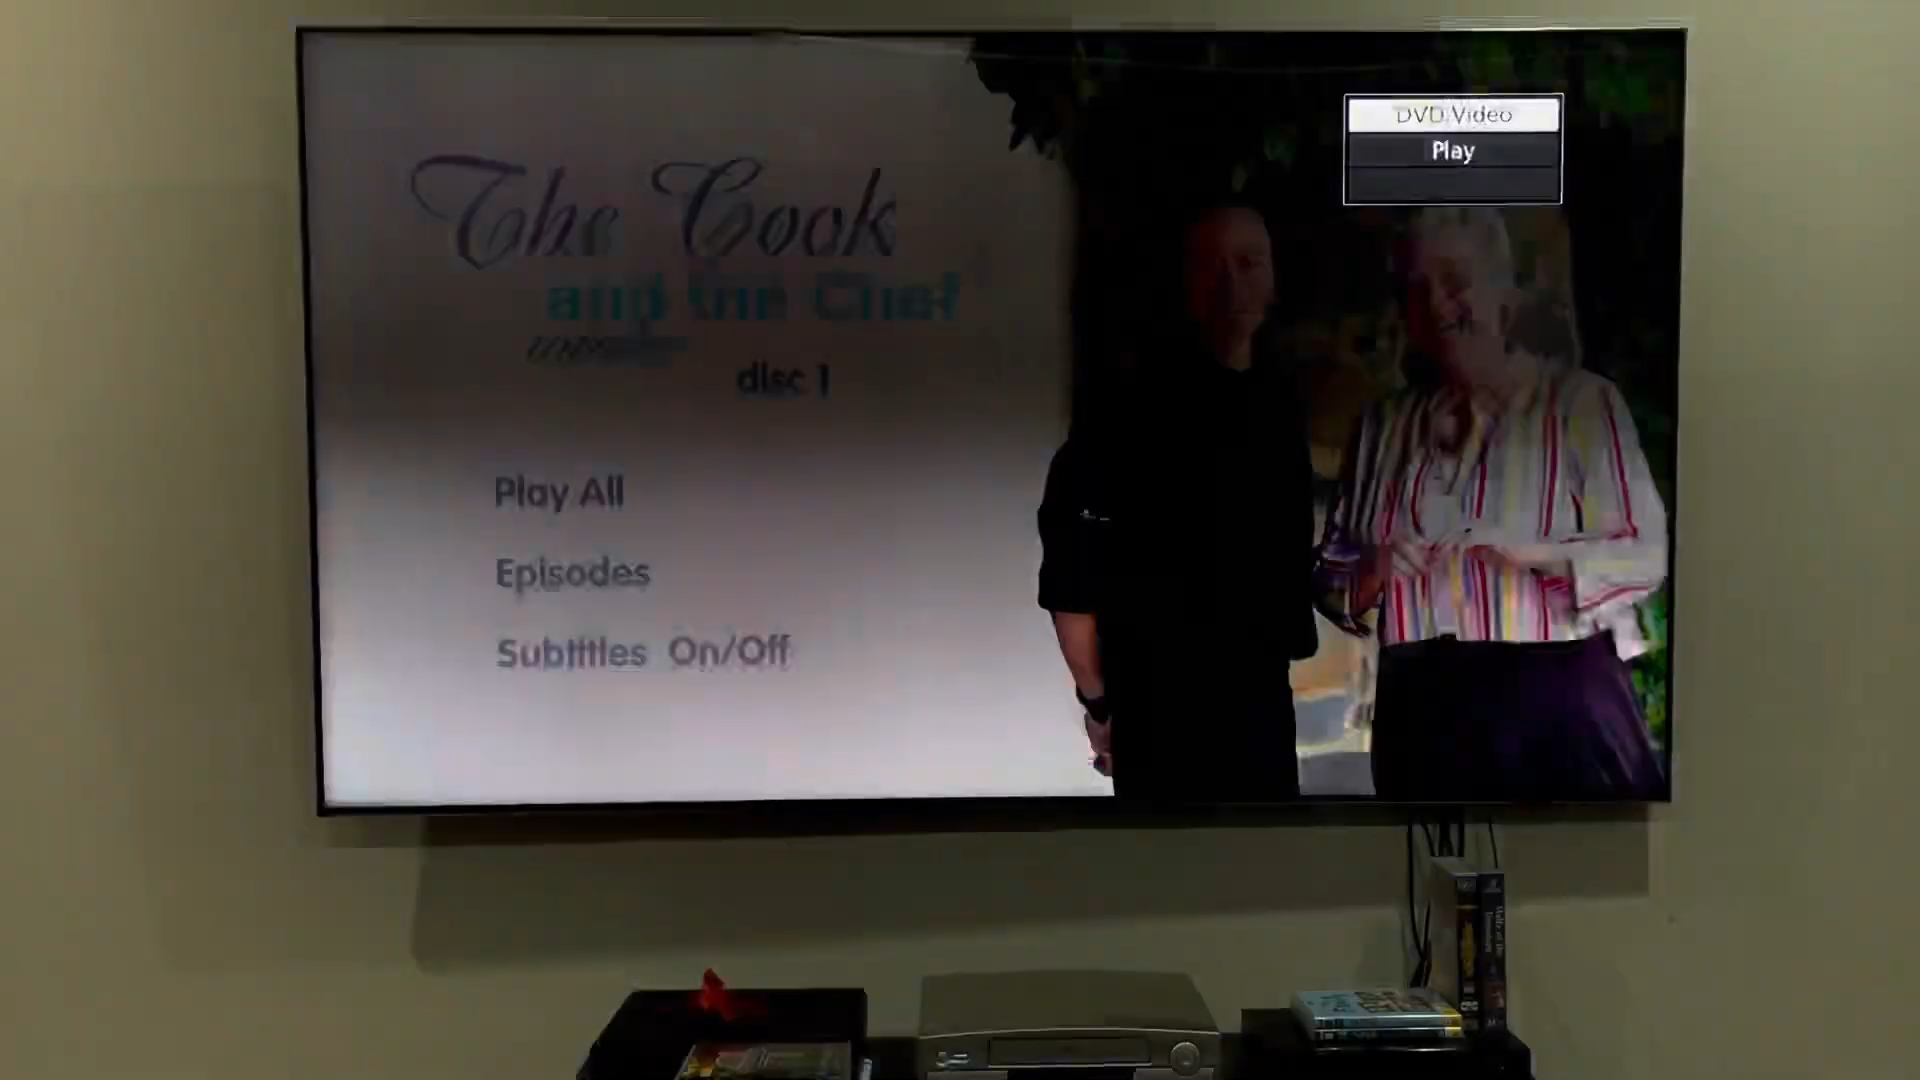 DVD Video
Play
The Cook
and the Chef
disc 1
Play All
Episodes
Subtitles On/Off